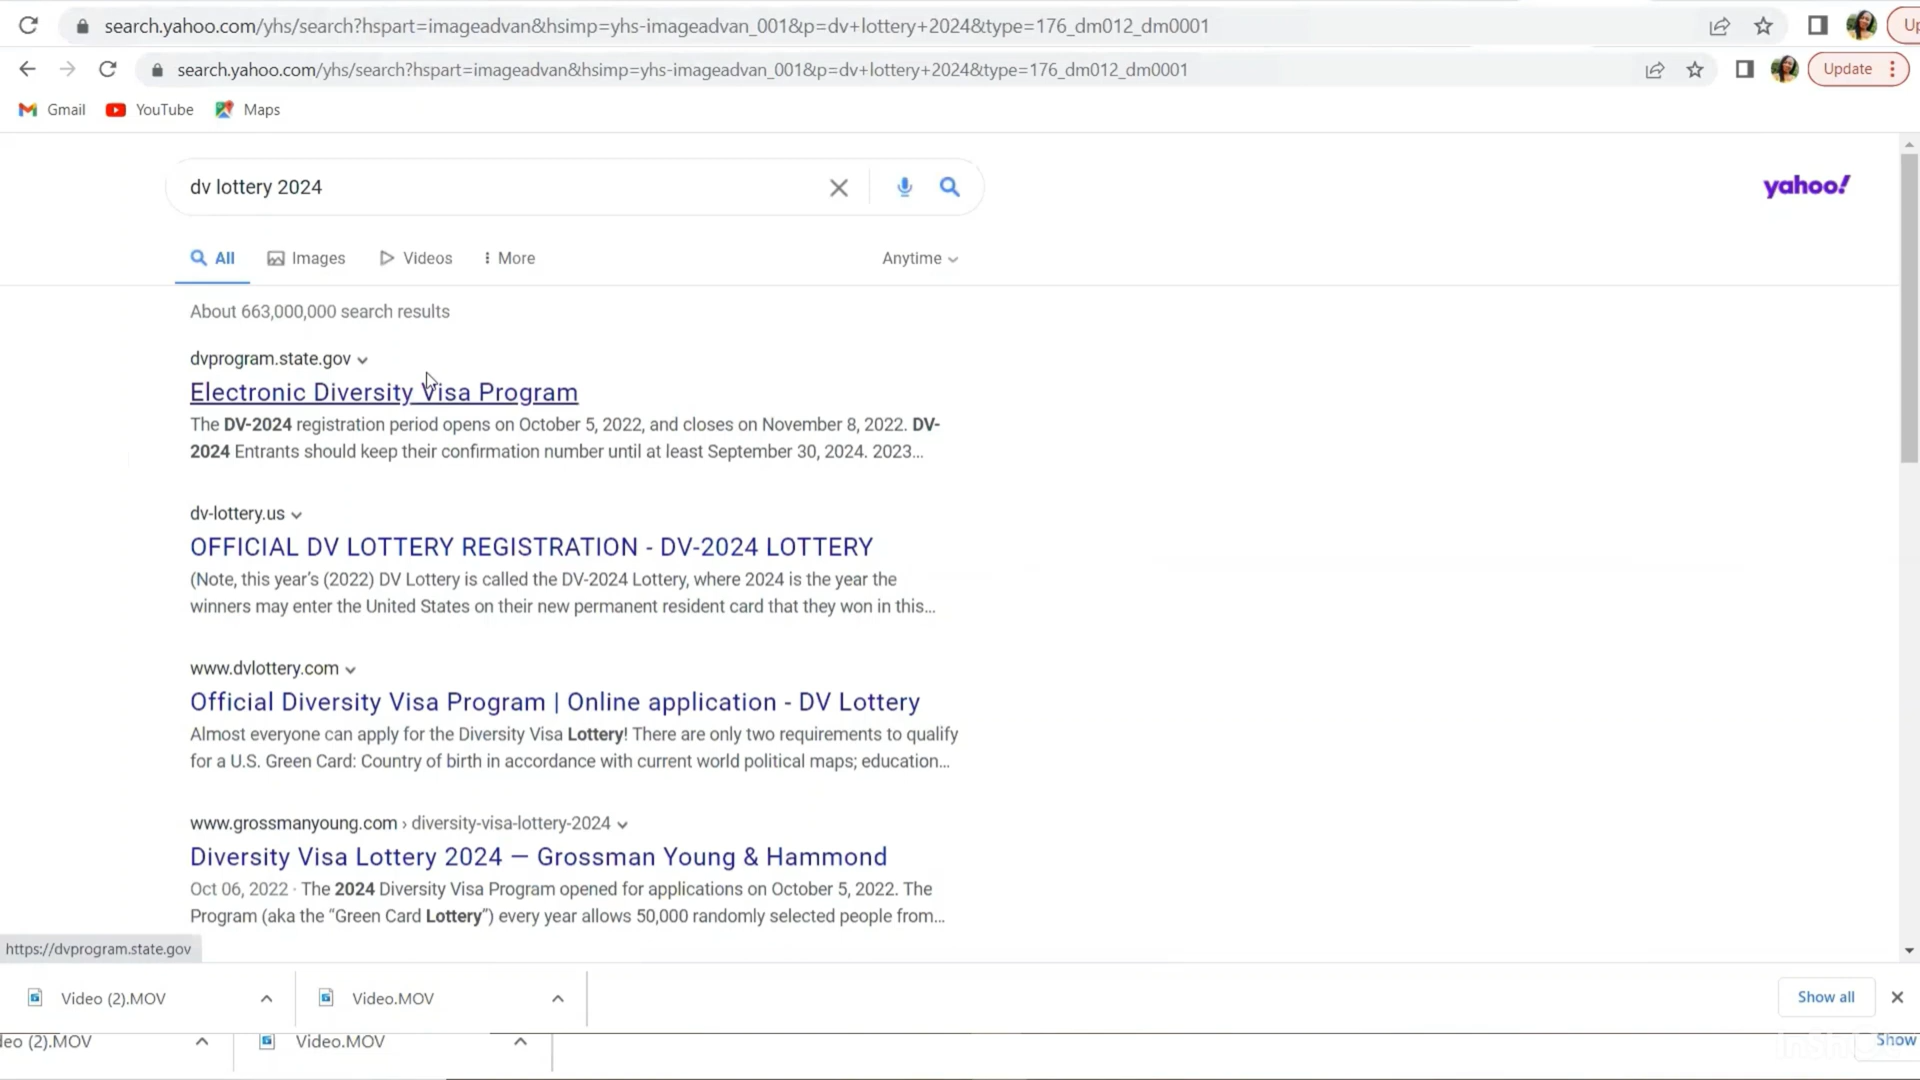 search.yahoo.com/yhs/search?hspart=imageadvan&hsimp=yhs-imageadvan_001&p=dv+lottery+2024&type=176_dm012_dm0001
search.yahoo.com/yhs/search?hspart=imageadvan&hsimp=yhs-imageadvan_001&p=dv+lottery+2024&type=176_dm012_dm0001
Update
Gmail
YouTube
Maps
dv lottery 2024
yahoo!
All
Images
Videos
More
Anytime
About 663,000,000 search results
dvprogram.state.gov
Electronic Diversity Visa Program
The DV-2024 registration period opens on October 5, 2022, and closes on November 8, 2022. DV-
2024 Entrants should keep their confirmation number until at least September 30, 2024. 2023...
dv-lottery.us
OFFICIAL DV LOTTERY REGISTRATION - DV-2024 LOTTERY
(Note, this year's (2022) DV Lottery is called the DV-2024 Lottery, where 2024 is the year the
winners may enter the United States on their new permanent resident card that they won in this...
www.dvlottery.com
Official Diversity Visa Program | Online application - DV Lottery
Almost everyone can apply for the Diversity Visa Lottery! There are only two requirements to qualify
for a U.S. Green Card: Country of birth in accordance with current world political maps; education...
www.grossmanyoung.com › diversity-visa-lottery-2024
Diversity Visa Lottery 2024 — Grossman Young & Hammond
Oct 06, 2022 · The 2024 Diversity Visa Program opened for applications on October 5, 2022. The
Program (aka the “Green Card Lottery”) every year allows 50,000 randomly selected people from...
https://dvprogram.state.gov
Video (2).MOV
Video.MOV
Show all
eo (2).MOV
Video.MOV
Show